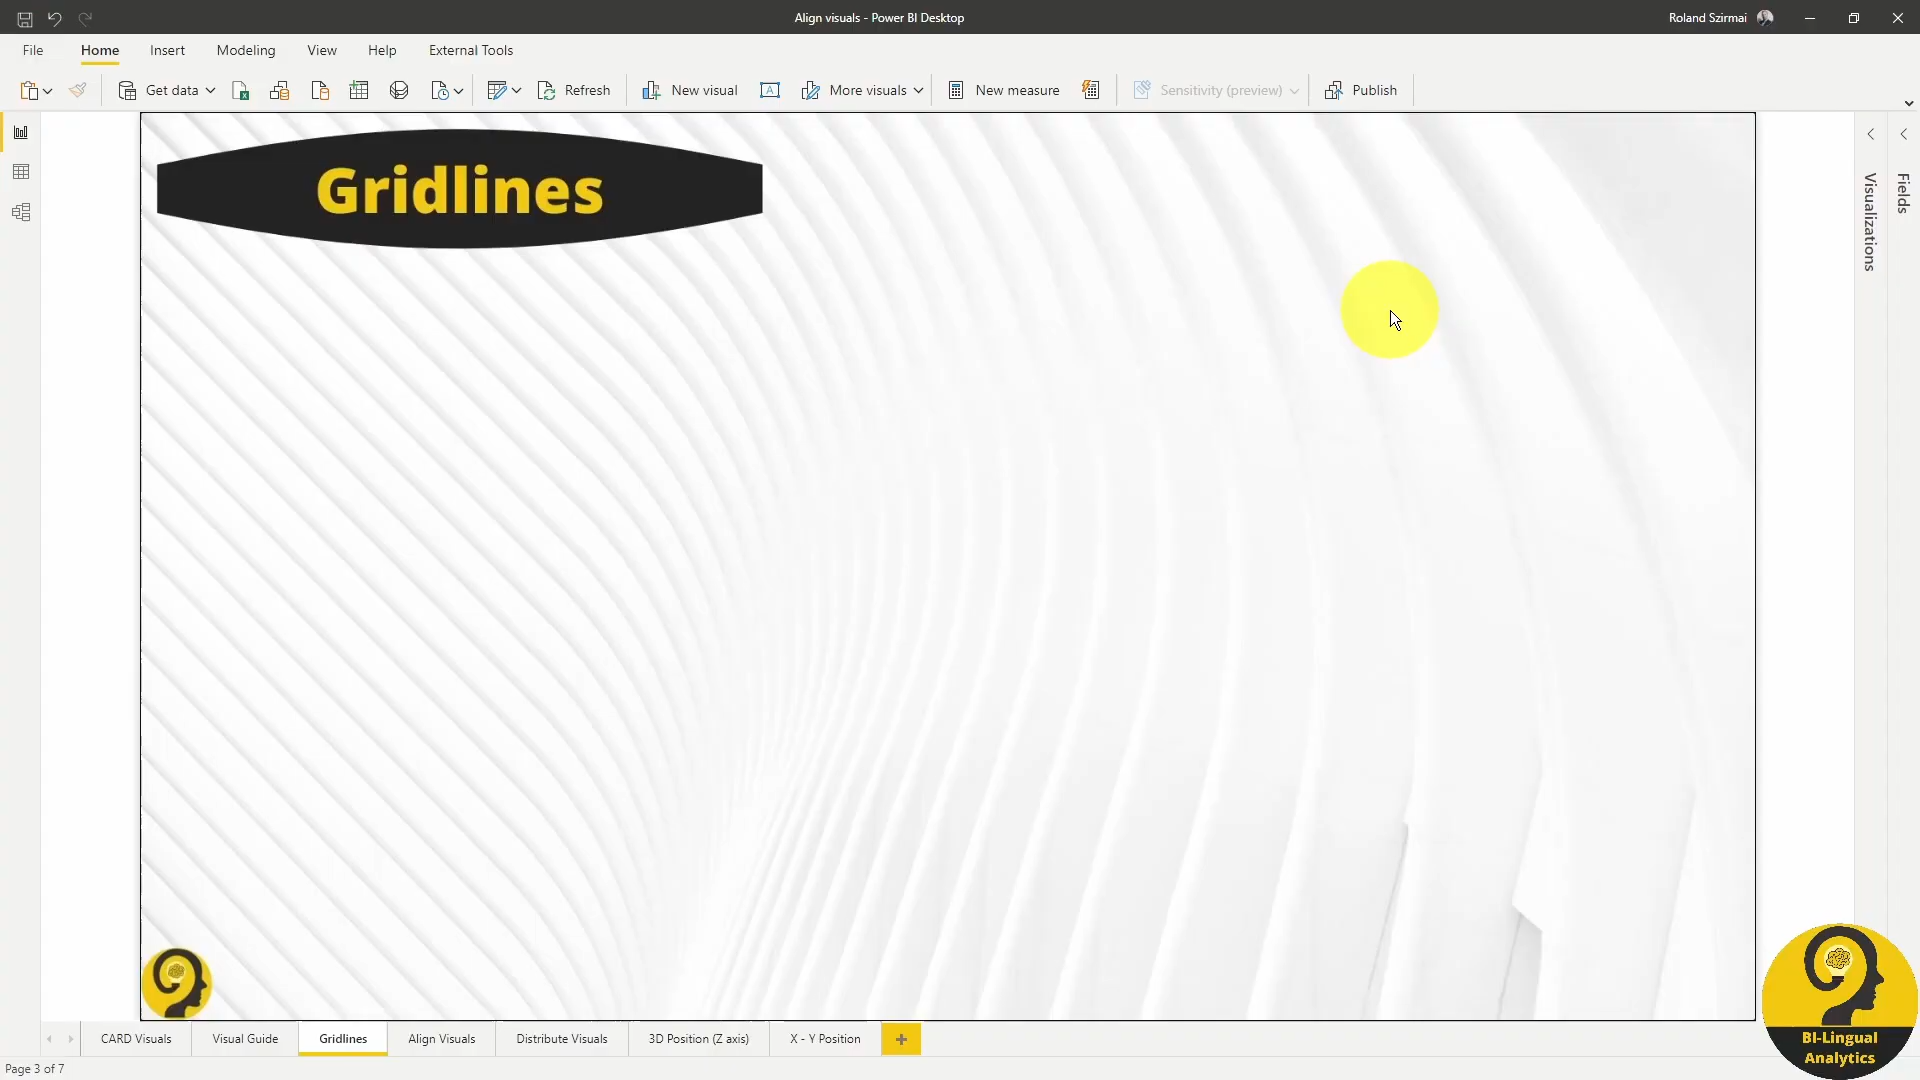 Align visuals - Power BI Desktop
Roland Szirmai
File
Home
Insert
Modeling
View
Help
External Tools
Get data
Refresh
New visual
More visuals
New measure
Sensitivity (preview)
Publish
Gridlines
Visualizations
Fields
CARD Visuals
Visual Guide
Gridlines
Align Visuals
Distribute Visuals
3D Position (Z axis)
X - Y Position
Page 3 of 7
BI-Lingual
Analytics